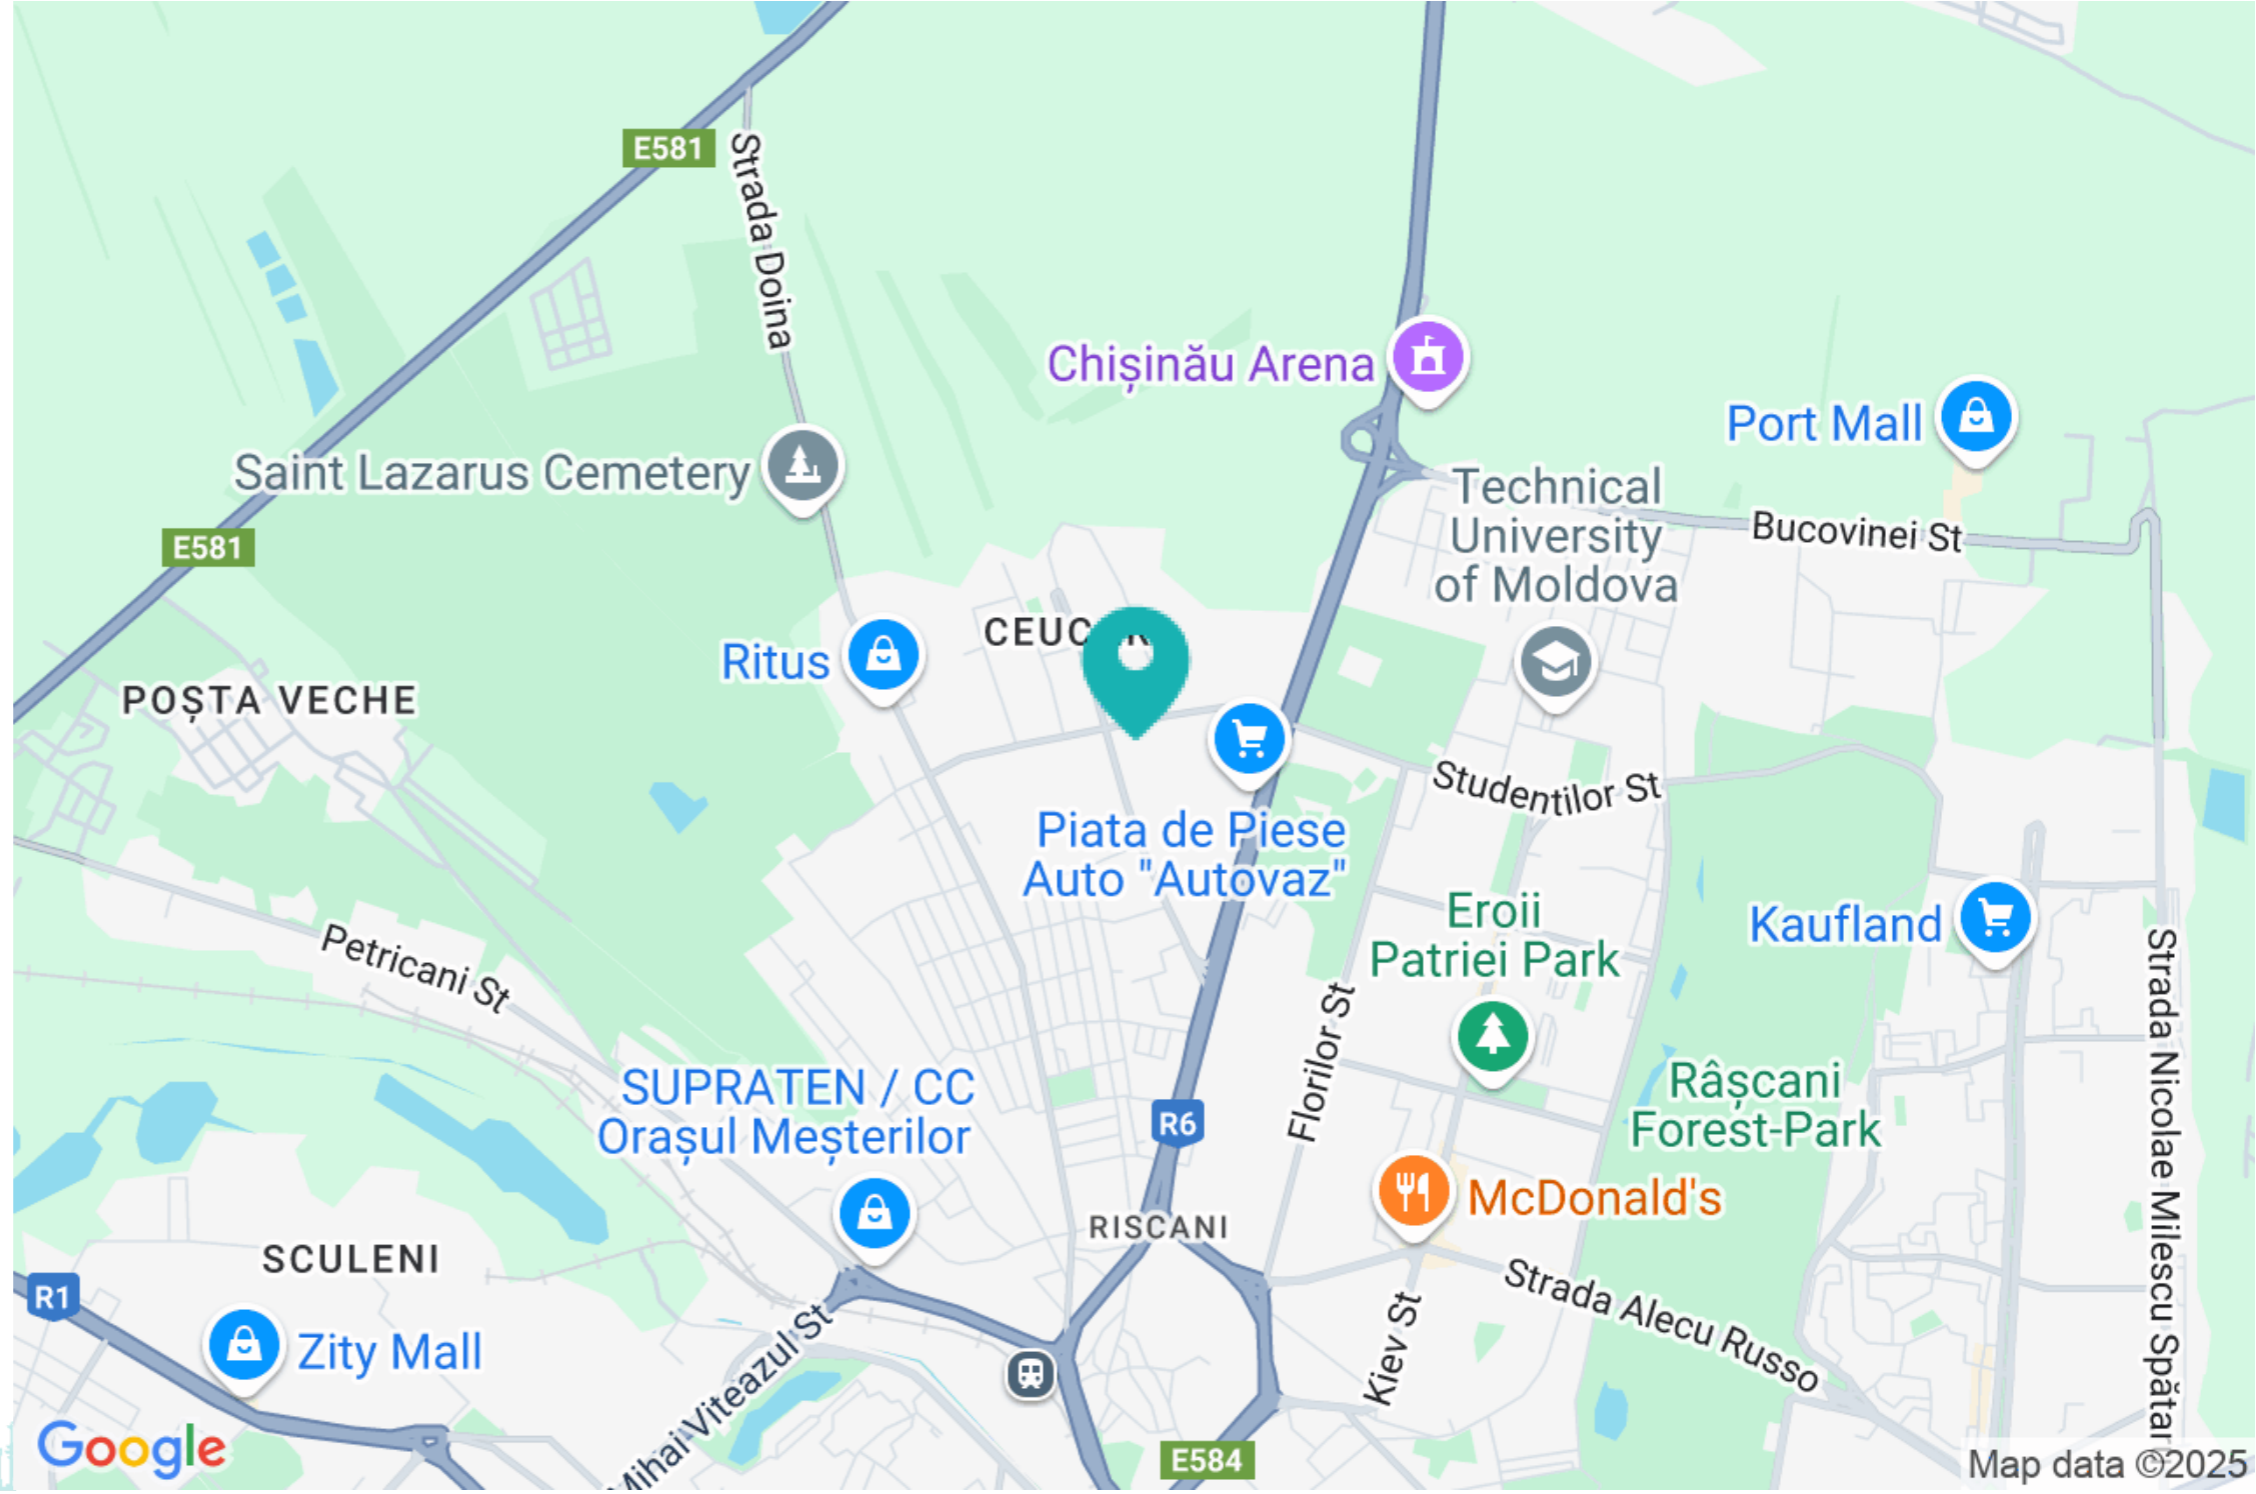 E581
Strada Doina
Chișinău Arena
Port Mall
Saint Lazarus Cemetery
Technical
University
of Moldova
Bucovinei St
E581
Ritus
POȘTA VECHE
Studentilor St
Piata de Piese
Auto "Autovaz"
Eroii
Patriei Park
Kaufland
Petricani St
Florilor St
Strada Nicolae Milescu Spătar
SUPRATEN / CC
Orașul Meșterilor
R6
Râșcani
Forest-Park
McDonald's
RISCANI
SCULENI
R1
Zity Mall
Mihai Viteazul St
Kiev St
Strada Alecu Russo
E584
Google
Map data ©2025